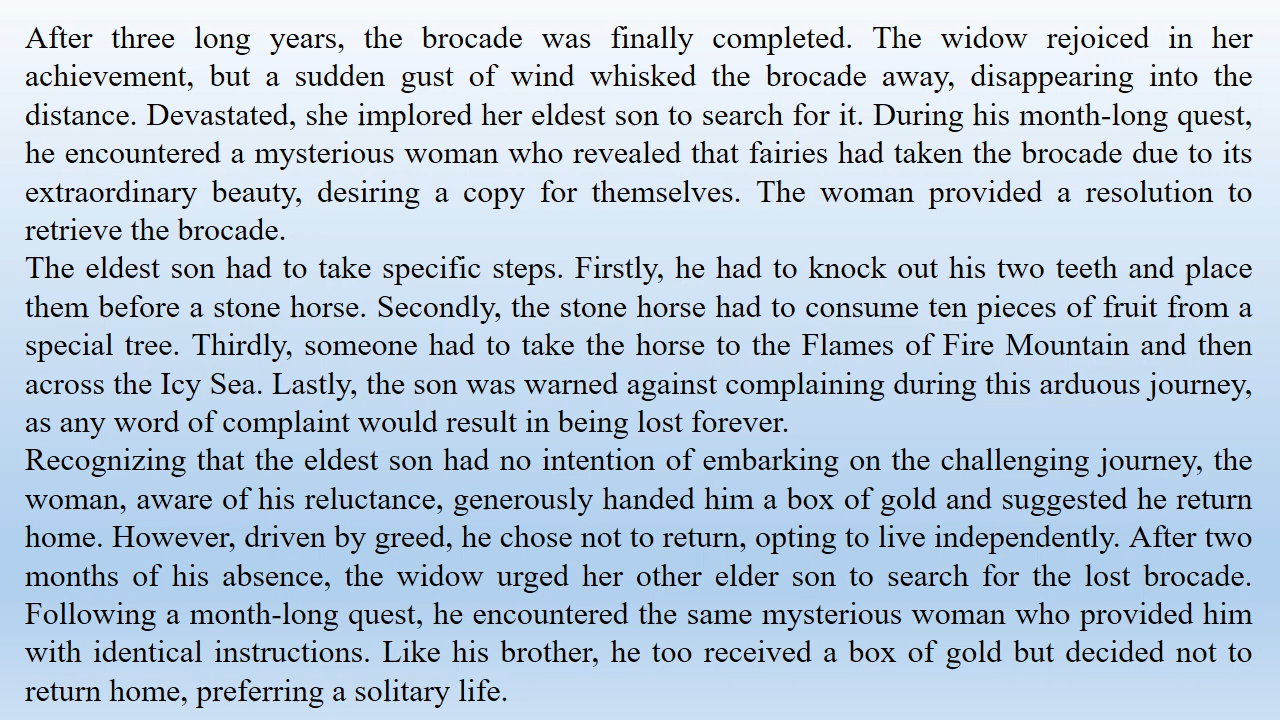 After three long years, the brocade was finally completed. The widow rejoiced in her
achievement, but a sudden gust of wind whisked the brocade away, disappearing into the
distance. Devastated, she implored her eldest son to search for it. During his month-long quest,
he encountered a mysterious woman who revealed that fairies had taken the brocade due to its
extraordinary beauty, desiring a copy for themselves. The woman provided a resolution to
retrieve the brocade.
The eldest son had to take specific steps. Firstly, he had to knock out his two teeth and place
them before a stone horse. Secondly, the stone horse had to consume ten pieces of fruit from a
special tree. Thirdly, someone had to take the horse to the Flames of Fire Mountain and then
across the Icy Sea. Lastly, the son was warned against complaining during this arduous journey,
as any word of complaint would result in being lost forever.
Recognizing that the eldest son had no intention of embarking on the challenging journey, the
woman, aware of his reluctance, generously handed him a box of gold and suggested he return
home. However, driven by greed, he chose not to return, opting to live independently. After two
months of his absence, the widow urged her other elder son to search for the lost brocade.
Following a month-long quest, he encountered the same mysterious woman who provided him
with identical instructions. Like his brother, he too received a box of gold but decided not to
return home, preferring a solitary life.